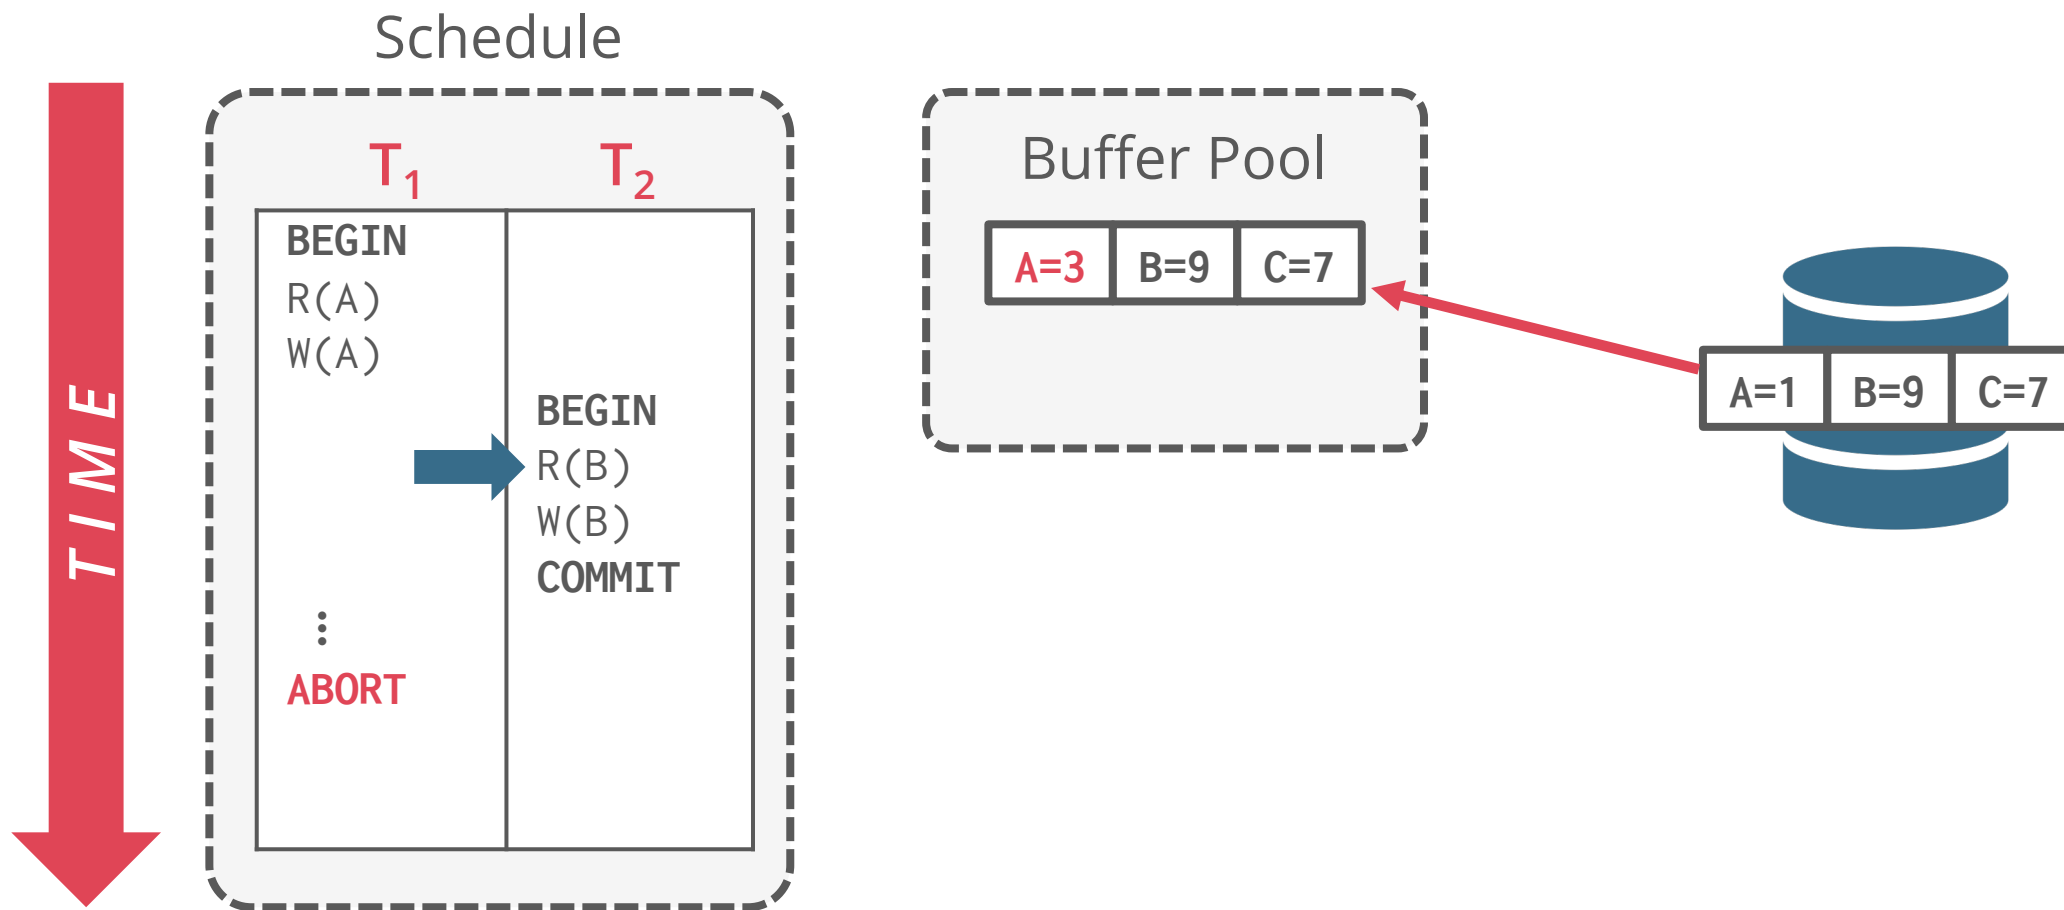 Schedule
TIME
T1 T2
BEGIN
R(A)
W(A)
BEGIN
R(B)
W(B)
COMMIT
⋮
ABORT
Buffer Pool
A=3 B=9 C=7
A=1 B=9 C=7